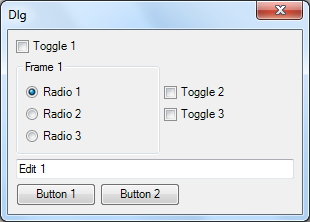 Dlg
Toggle 1
Frame 1
Radio 1
Toggle 2
Radio 2
Toggle 3
Radio 3
Edit 1
Button 1
Button 2